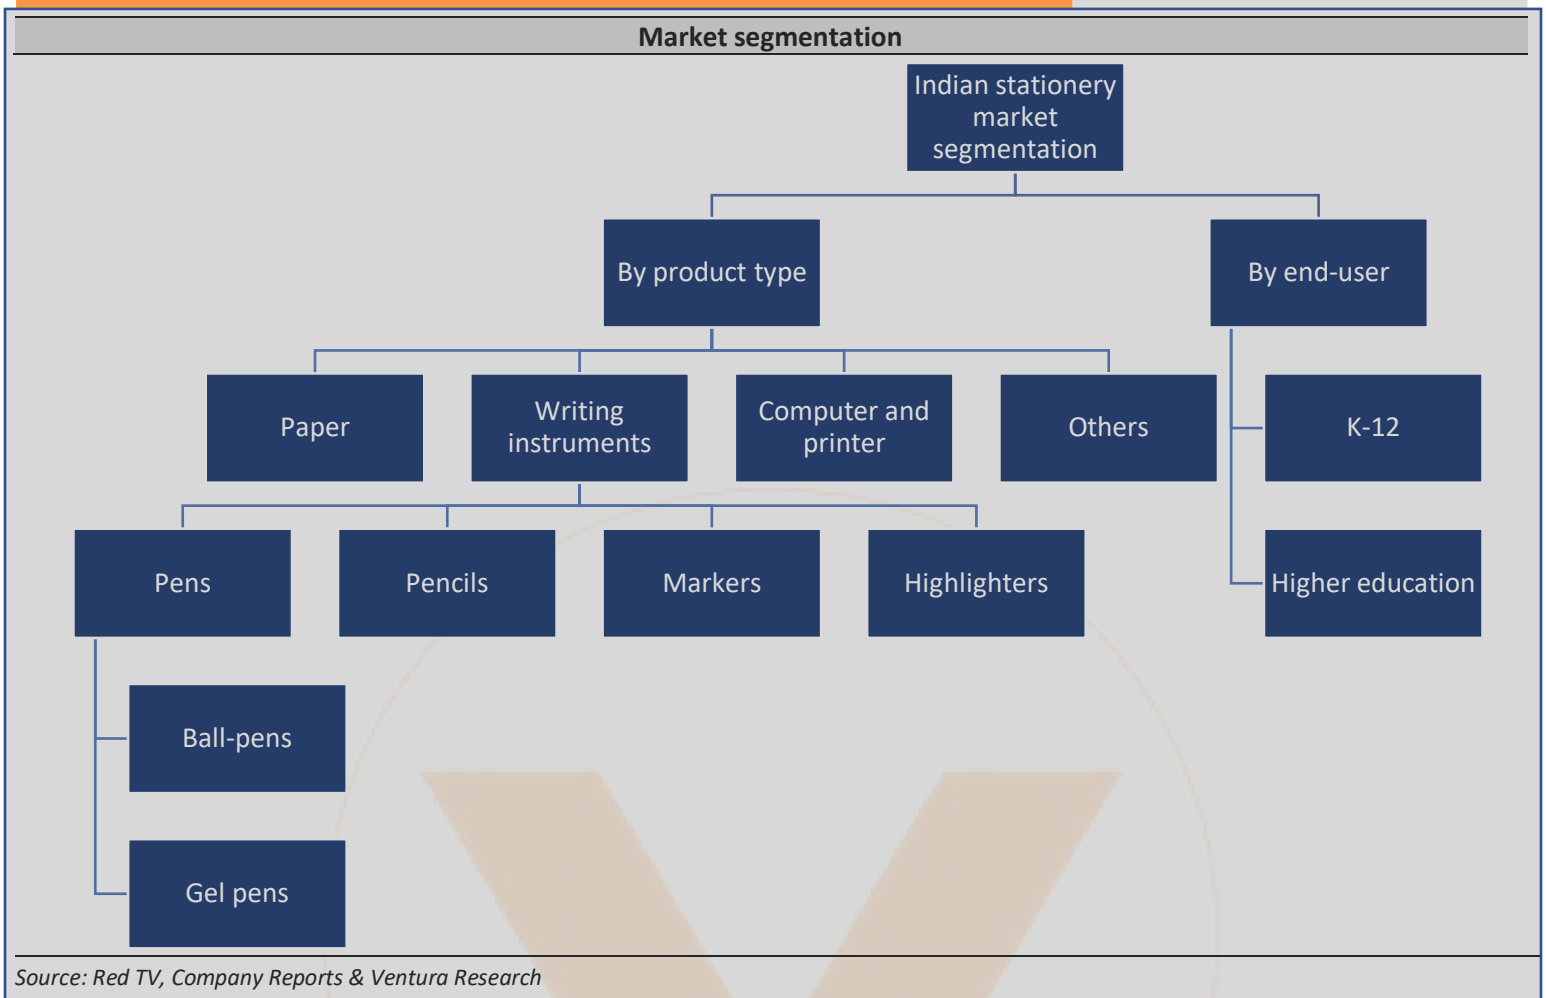 Market segmentation
Indian stationery
market
segmentation
By product type
By end-user
Paper
Writing
instruments
Computer and
printer
Others
K-12
Pens
Pencils
Markers
Highlighters
Higher education
Ball-pens
Gel pens
Source: Red TV, Company Reports & Ventura Research